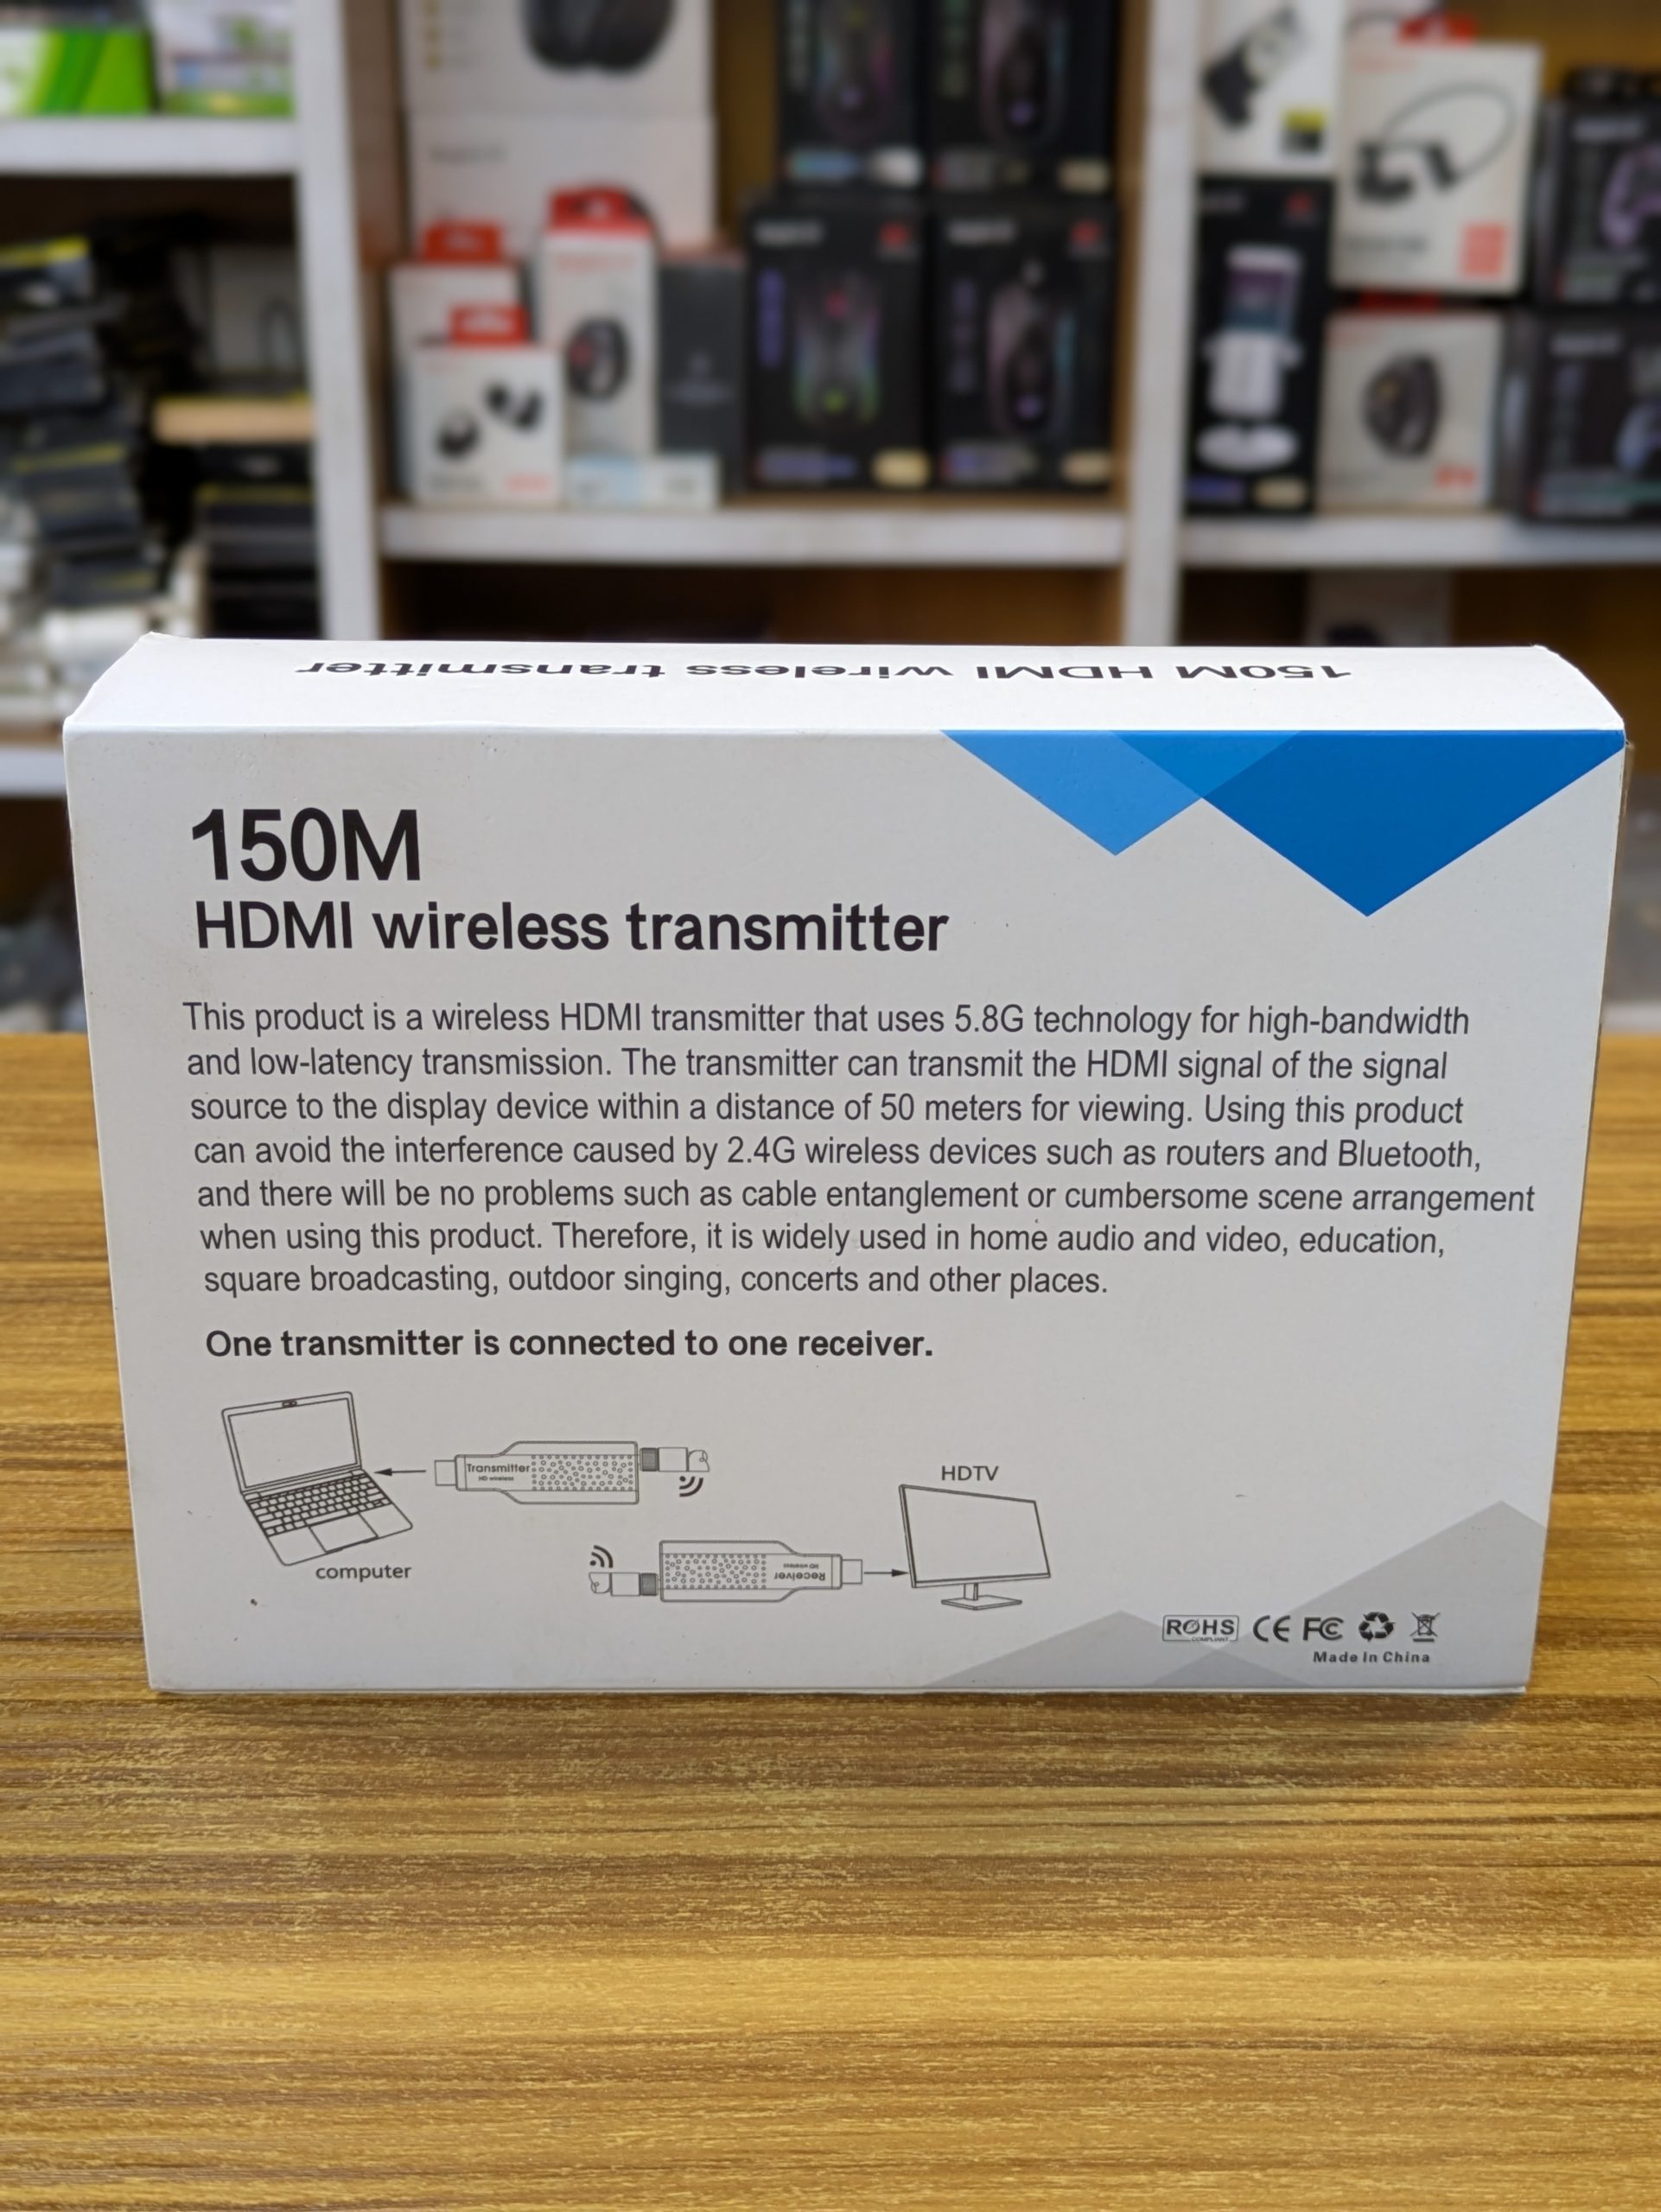 150M HDMI wireless transmitter
150M
HDMI wireless transmitter
This product is a wireless HDMI transmitter that uses 5.8G technology for high-bandwidth
and low-latency transmission. The transmitter can transmit the HDMI signal of the signal
source to the display device within a distance of 50 meters for viewing. Using this product
can avoid the interference caused by 2.4G wireless devices such as routers and Bluetooth,
and there will be no problems such as cable entanglement or cumbersome scene arrangement
when using this product. Therefore, it is widely used in home audio and video, education,
square broadcasting, outdoor singing, concerts and other places.
One transmitter is connected to one receiver.
Transmitter
HD wireless
computer
HDTV
Receiver
HD wireless
ROHS
COMPLIANT
CE FC
Made In China